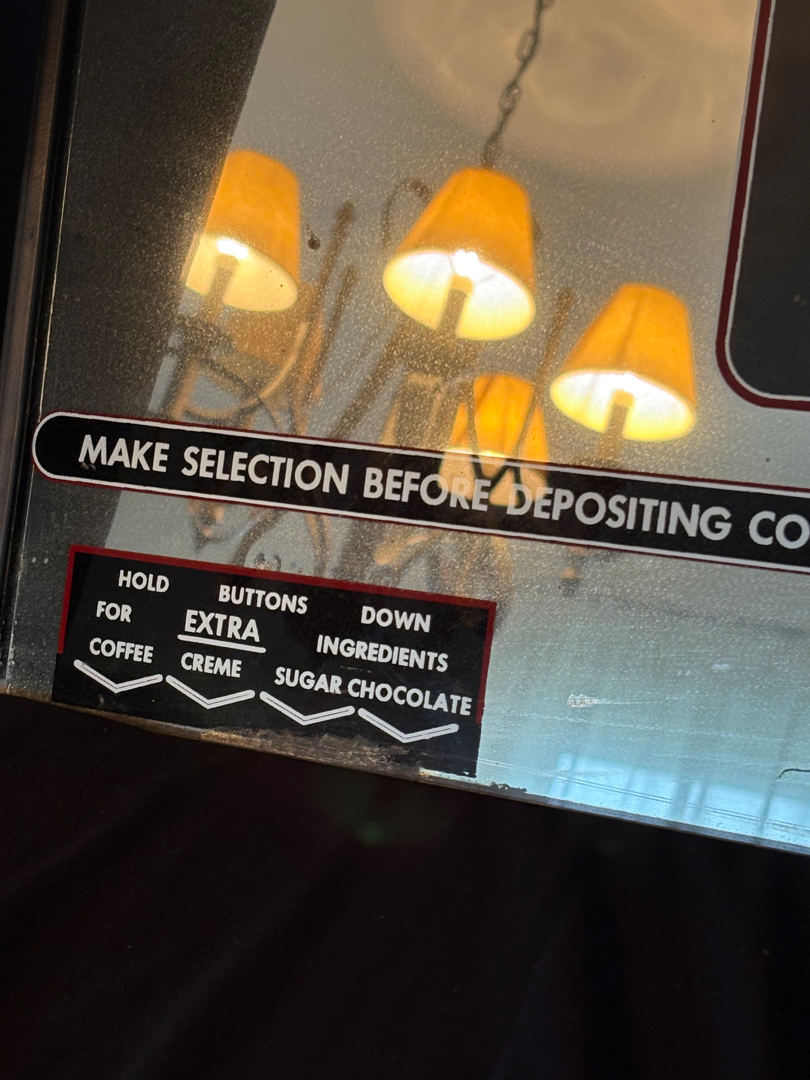 MAKE SELECTION BEFORE DEPOSITING CO
HOLD BUTTONS DOWN
FOR EXTRA INGREDIENTS
COFFEE CREME SUGAR CHOCOLATE